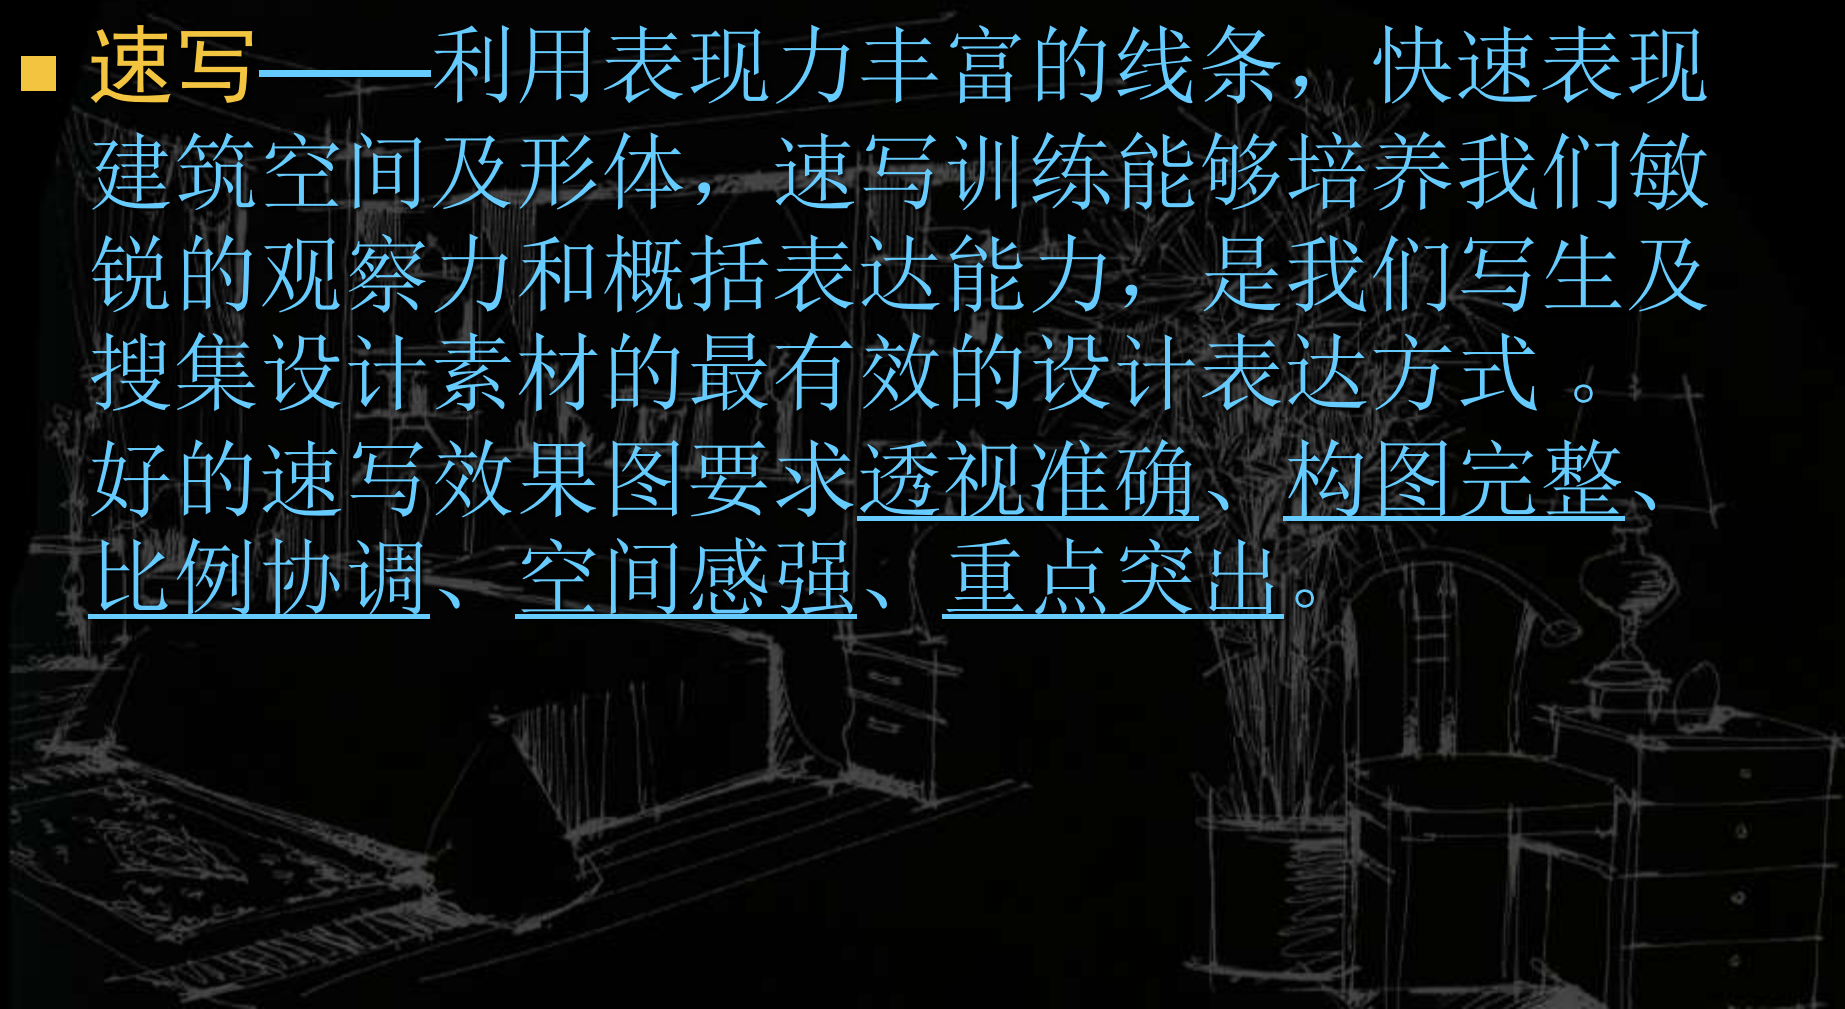 ■ 速写——利用表现力丰富的线条，快速表现
建筑空间及形体，速写训练能够培养我们敏
锐的观察力和概括表达能力，是我们写生及
搜集设计素材的最有效的设计表达方式 。
好的速写效果图要求透视准确、构图完整、
比例协调、空间感强、重点突出。